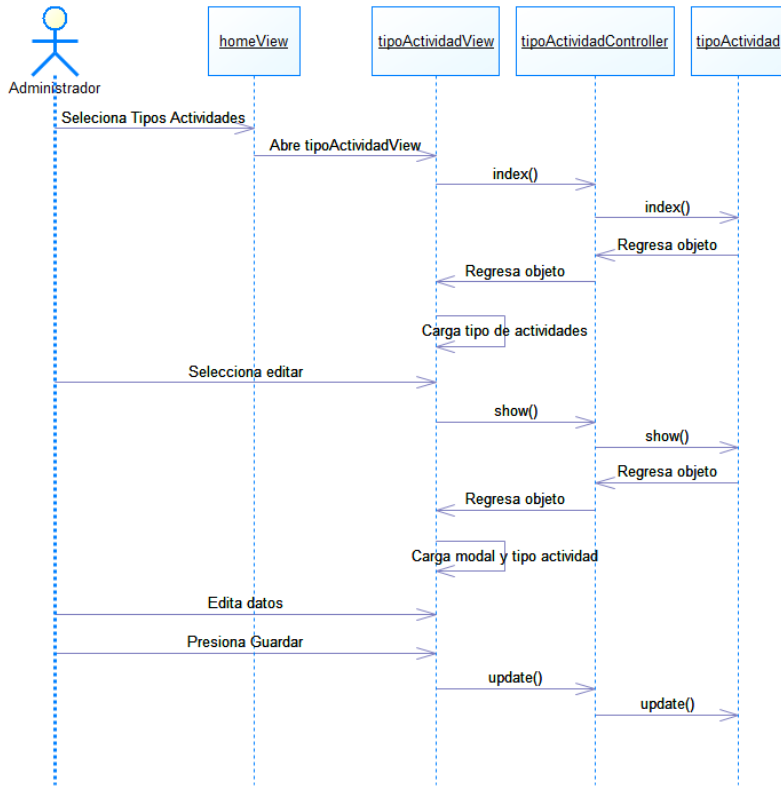 homeView
tipoActividadView
tipoActividadController
tipoActividad
Administrador
Seleciona Tipos Actividades
Abre tipoActividadView
index()
index()
Regresa objeto
Regresa objeto
Carga tipo de actividades
Selecciona editar
show()
show()
Regresa objeto
Regresa objeto
Carga modal y tipo actividad
Edita datos
Presiona Guardar
update()
update()